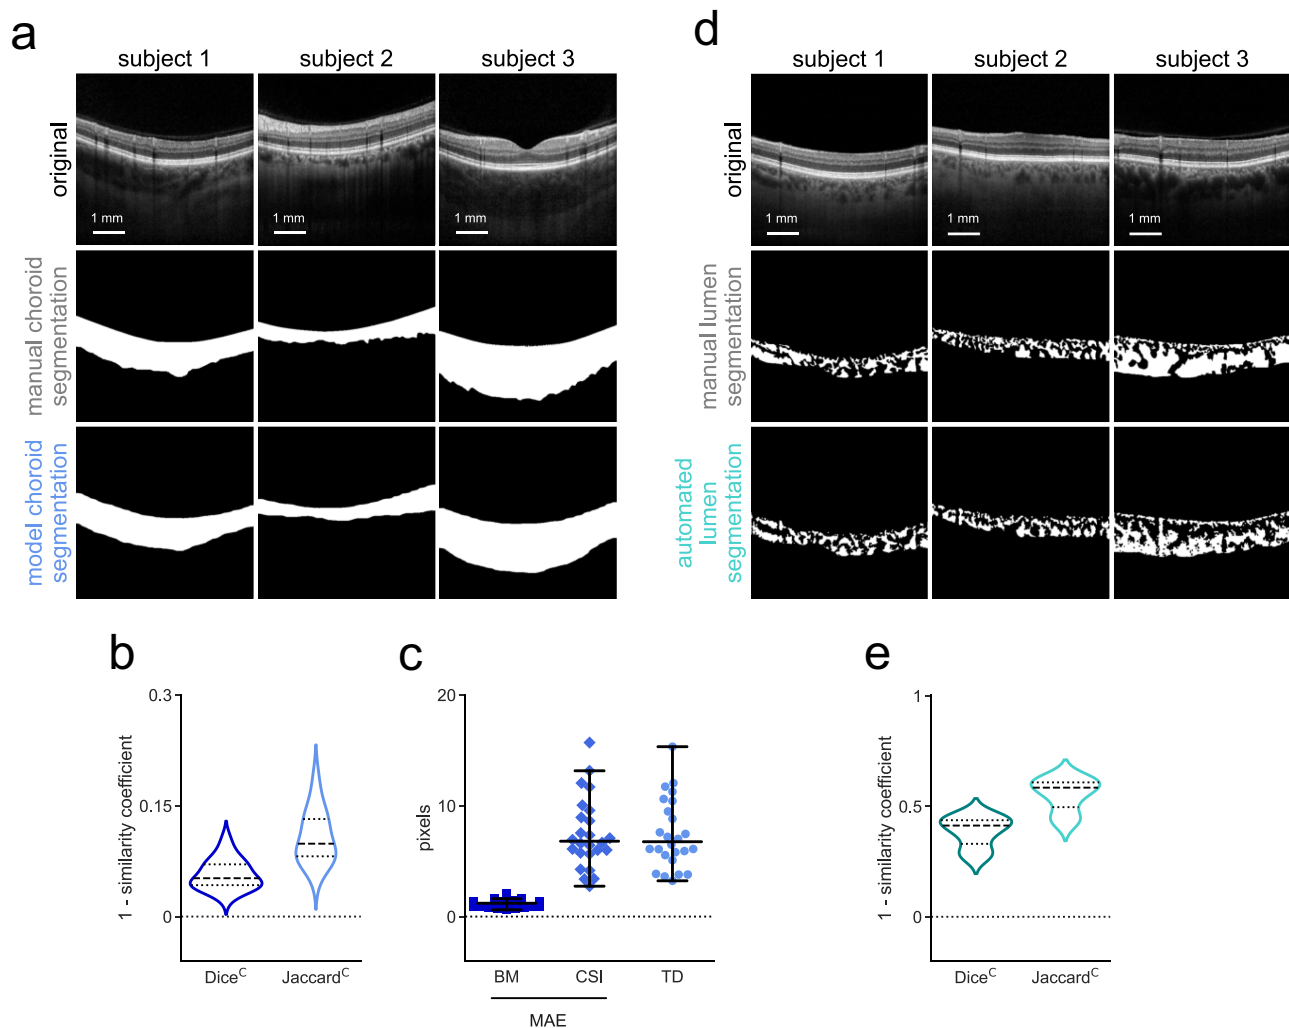 a
subject 1
subject 2
subject 3
original
1 mm
1 mm
1 mm
manual choroid
segmentation
model choroid
segmentation
d
subject 1
subject 2
subject 3
original
1 mm
1 mm
1 mm
manual lumen
segmentation
automated
lumen
segmentation
b
1 - similarity coefficient
0.3
0.15
0
Dice^C
Jaccard^C
c
pixels
20
10
0
BM
CSI
TD
MAE
e
1 - similarity coefficient
1
0.5
0
Dice^C
Jaccard^C